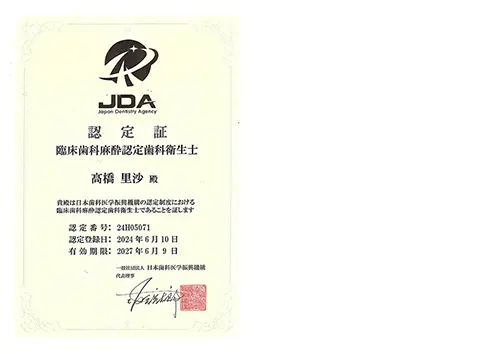 JDA
Japan Dentistry Agency
認定証
臨床歯科麻酔認定歯科衛生士
高橋 里沙 殿
貴殿は日本歯科医学振興機構の認定制度における
臨床歯科麻酔認定歯科衛生士であることを証します
認定番号: 24H05071
認定登録日: 2024年6月10日
有効期限: 2027年6月9日
一般社団法人 日本歯科医学振興機構
代表理事